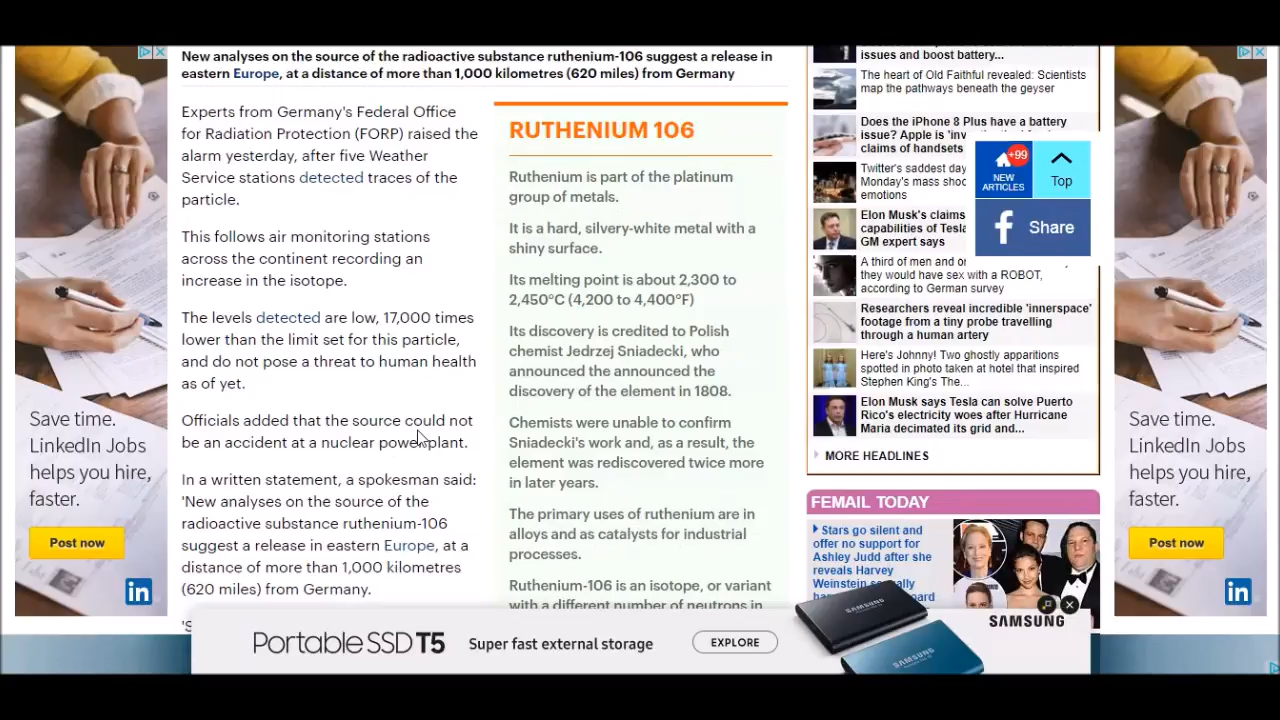 New analyses on the source of the radioactive substance ruthenium-106 suggest a release in
eastern Europe, at a distance of more than 1,000 kilometres (620 miles) from Germany
Experts from Germany's Federal Office
for Radiation Protection (FORP) raised the
alarm yesterday, after five Weather
Service stations detected traces of the
particle.
This follows air monitoring stations
across the continent recording an
increase in the isotope.
The levels detected are low, 17,000 times
lower than the limit set for this particle,
and do not pose a threat to human health
as of yet.
Officials added that the source could not
be an accident at a nuclear power plant.
In a written statement, a spokesman said:
'New analyses on the source of the
radioactive substance ruthenium-106
suggest a release in eastern Europe, at a
distance of more than 1,000 kilometres
(620 miles) from Germany.
RUTHENIUM 106
Ruthenium is part of the platinum
group of metals.
It is a hard, silvery-white metal with a
shiny surface.
Its melting point is about 2,300 to
2,450°C (4,200 to 4,400°F)
Its discovery is credited to Polish
chemist Jedrzej Sniadecki, who
announced the announced the
discovery of the element in 1808.
Chemists were unable to confirm
Sniadecki's work and, as a result, the
element was rediscovered twice more
in later years.
The primary uses of ruthenium are in
alloys and as catalysts for industrial
processes.
Ruthenium-106 is an isotope, or variant
with a different number of neutrons in
issues and boost battery...
The heart of Old Faithful revealed: Scientists
map the pathways beneath the geyser
Does the iPhone 8 Plus have a battery
issue? Apple is
claims of handsets
Twitter's saddest day
Monday's mass
emotions
Elon Musk's claims
capabilities of
GM expert says
A third of men and
they would have sex with a ROBOT,
according to German survey
Researchers reveal incredible 'innerspace'
footage from a tiny probe travelling
through a human artery
Here's Johnny! Two ghostly apparitions
spotted in photo taken at hotel that inspired
Stephen King's The...
Elon Musk says Tesla can solve Puerto
Rico's electricity woes after Hurricane
Maria decimated its grid and...
MORE HEADLINES
+99
NEW
ARTICLES
Top
Share
FEMAIL TODAY
Stars go silent and
offer no support for
Ashley Judd after she
reveals Harvey
Weinstein
Save time.
LinkedIn Jobs
helps you hire,
faster.
Post now
in
Save time.
LinkedIn Jobs
helps you hire,
faster.
Post now
in
Portable SSD T5
Super fast external storage
EXPLORE
SAMSUNG
SAMSUNG
SAMSUNG